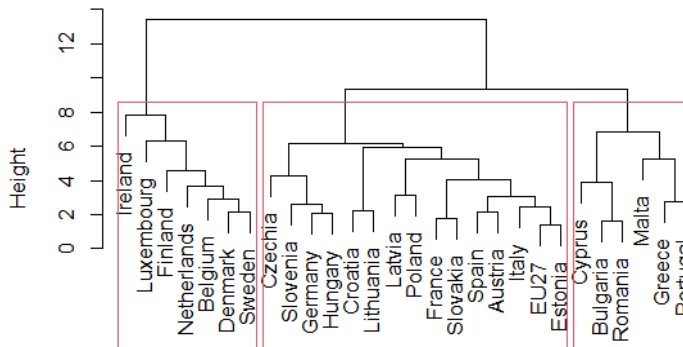 12
8
6
4
2
0
Height
Ireland
Luxembourg
Finland
Netherlands
Belgium
Denmark
Sweden
Czechia
Slovenia
Germany
Hungary
Croatia
Lithuania
Latvia
Poland
France
Slovakia
Spain
Austria
Italy
EU27
Estonia
Cyprus
Bulgaria
Romania
Malta
Greece
Portugal